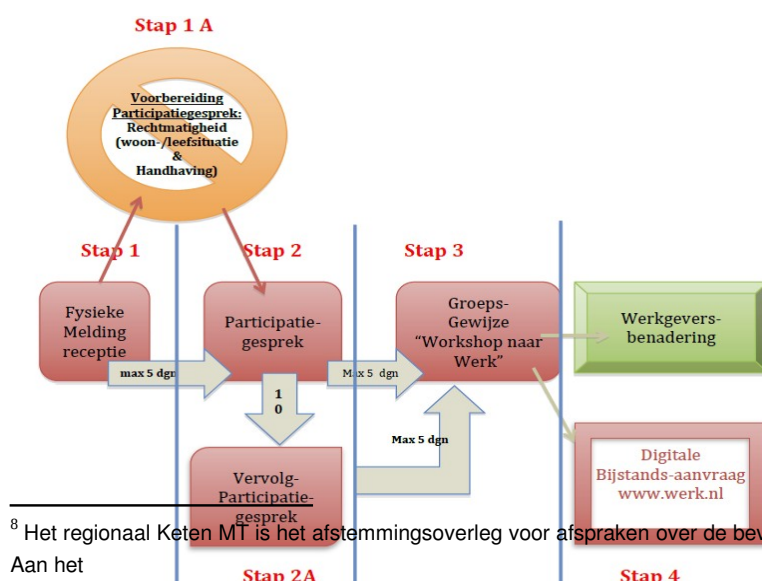 Stap 1 A
Voorbereiding
Participatiegesprek:
Rechtmatigheid
(woon-/leefsituatie
&
Handhaving)
Stap 1
Stap 2
Stap 3
Fysieke
Melding
receptie
max 5 dgn
Participatie-
gesprek
Max 5 dgn
Groeps-
Gewijze
“Workshop naar
Werk”
Werkgevers-
benadering
1
0
Vervolg-
Participatie-
gesprek
Max 5 dgn
Digitale
Bijstands-aanvraag
www.werk.nl
8 Het regionaal Keten MT is het afstemmingsoverleg voor afspraken over de bev
Aan het
Stap 2A
Stap 4